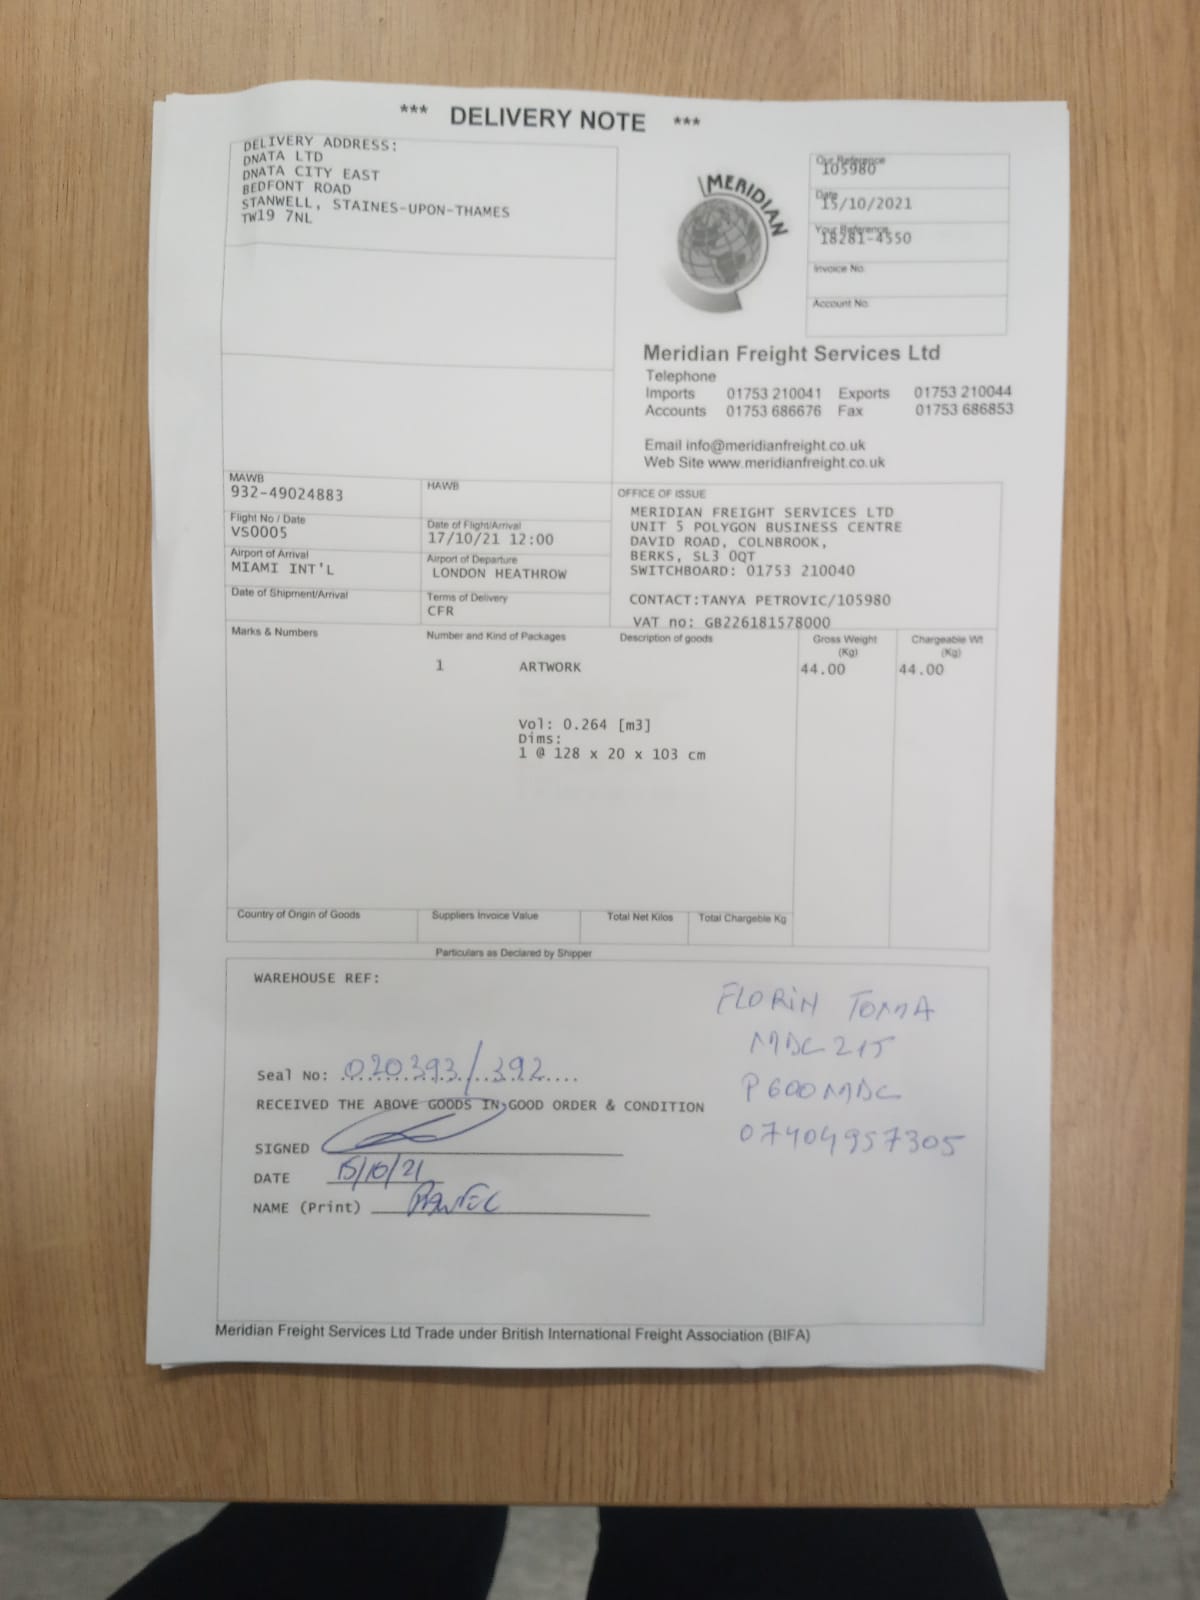 *** DELIVERY NOTE ***
DELIVERY ADDRESS:
DNATA LTD
DNATA CITY EAST
BEDFONT ROAD
STANWELL, STAINES-UPON-THAMES
TW19 7NL
MERIDIAN
Our Reference
105980
Date
15/10/2021
Your Reference
18281-4550
Invoice No.
Account No.
Meridian Freight Services Ltd
Telephone
Imports 01753 210041 Exports 01753 210044
Accounts 01753 686676 Fax 01753 686853
Email info@meridianfreight.co.uk
Web Site www.meridianfreight.co.uk
MAWB
932-49024883
HAWB
Flight No / Date
VS0005
Date of Flight/Arrival
17/10/21 12:00
Airport of Arrival
MIAMI INT'L
Airport of Departure
LONDON HEATHROW
Date of Shipment/Arrival
Terms of Delivery
CFR
OFFICE OF ISSUE
MERIDIAN FREIGHT SERVICES LTD
UNIT 5 POLYGON BUSINESS CENTRE
DAVID ROAD, COLNBROOK,
BERKS, SL3 0QT
SWITCHBOARD: 01753 210040
CONTACT:TANYA PETROVIC/105980
VAT no: GB226181578000
Marks & Numbers Number and Kind of Packages Description of goods Gross Weight (Kg) Chargeable Wt (Kg)
1 ARTWORK 44.00 44.00
Vol: 0.264 [m3]
Dims:
1 @ 128 x 20 x 103 cm
Country of Origin of Goods Suppliers Invoice Value Total Net Kilos Total Chargeble Kg
Particulars as Declared by Shipper
WAREHOUSE REF:
FLORIN TOMA
MDC 215
P600MDC
07404957305
Seal No: 020393/392
RECEIVED THE ABOVE GOODS IN GOOD ORDER & CONDITION
SIGNED
DATE 15/10/21
NAME (Print)
Meridian Freight Services Ltd Trade under British International Freight Association (BIFA)